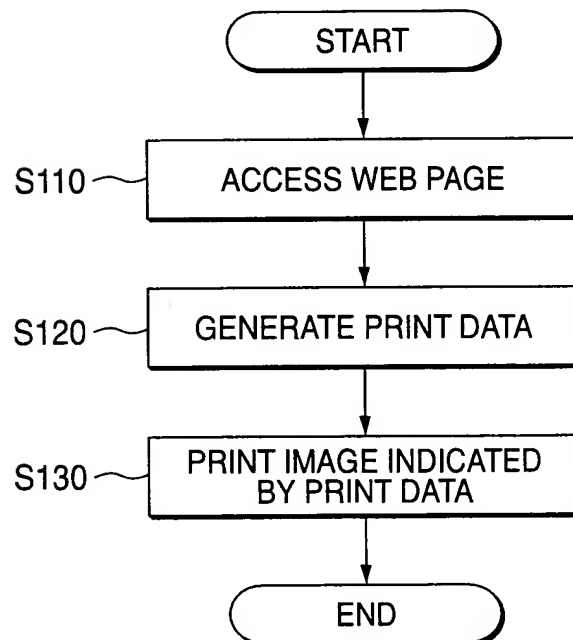 START
S110
ACCESS WEB PAGE
S120
GENERATE PRINT DATA
S130
PRINT IMAGE INDICATED
BY PRINT DATA
END